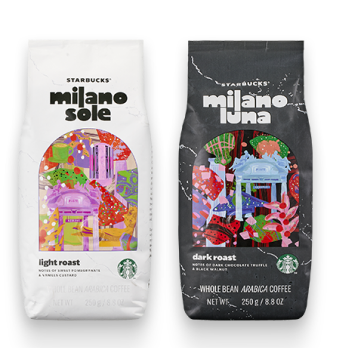 STARBUCKS®
milano
sole
light roast
NOTES OF SWEET POMEGRANATE
& VANILLA CUSTARD
STARBUCKS®
milano
luna
dark roast
NOTES OF DARK CHOCOLATE TRUFFLE
& BLACK WALNUT
WHOLE BEAN ARABICA COFFEE
NET WT. 250 g / 8.8 OZ